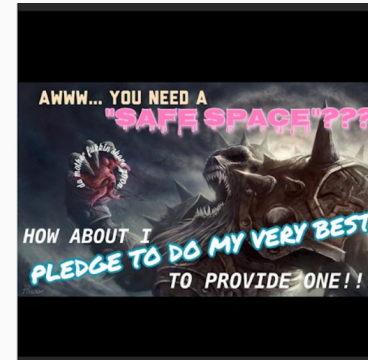 AWWW... YOU NEED A
"SAFE SPACE"???
HOW ABOUT I
PLEDGE TO DO MY VERY BEST
TO PROVIDE ONE!!